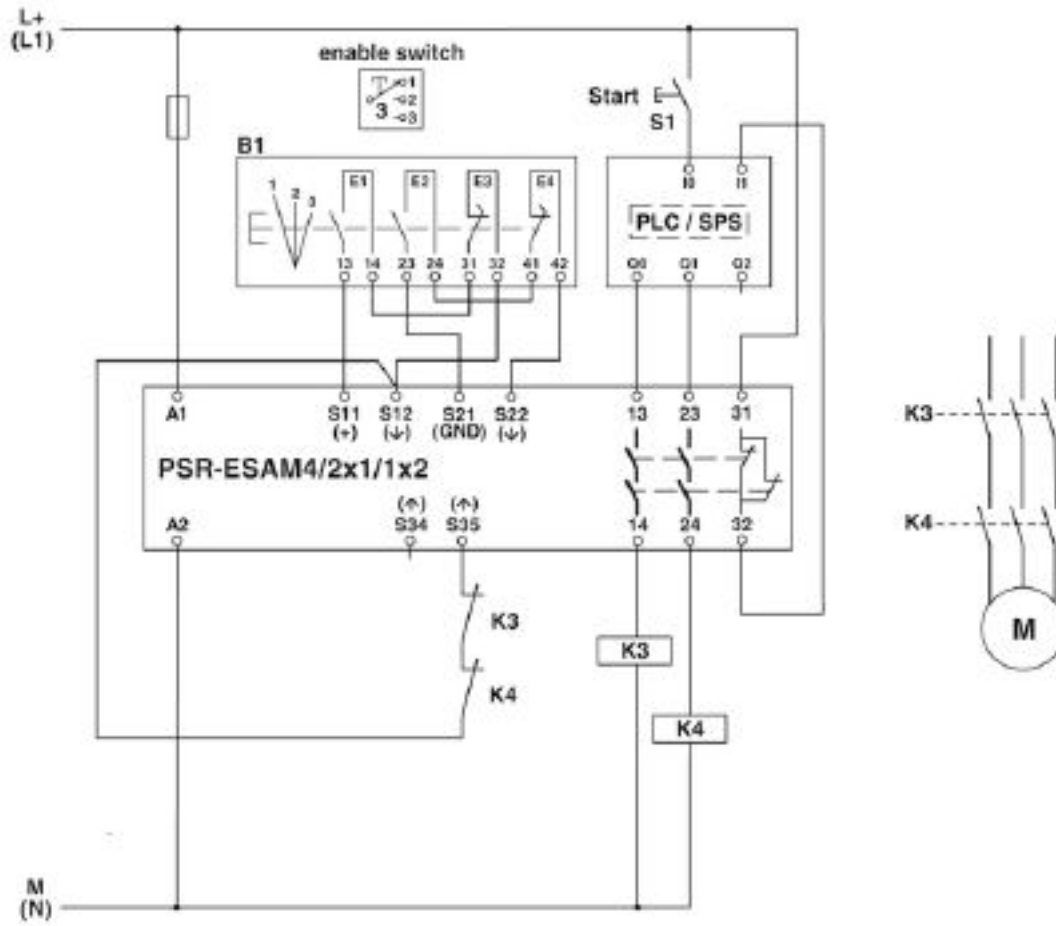 L+
(L1)
enable switch
1
2
3
3
Start
S1
B1
1
2
3
E1 E2 E3 E4
13 14 23 24 31 32 41 42
I0 I1
PLC / SPS
Q0 Q1 Q2
A1 S11 S12 S21 S22 13 23 31
(+) (↓) (GND) (↓)
PSR-ESAM4/2x1/1x2
(↑) (↑)
A2 S34 S35 14 24 32
K3
K4
K3
K4
K3
K4
M
M
(N)